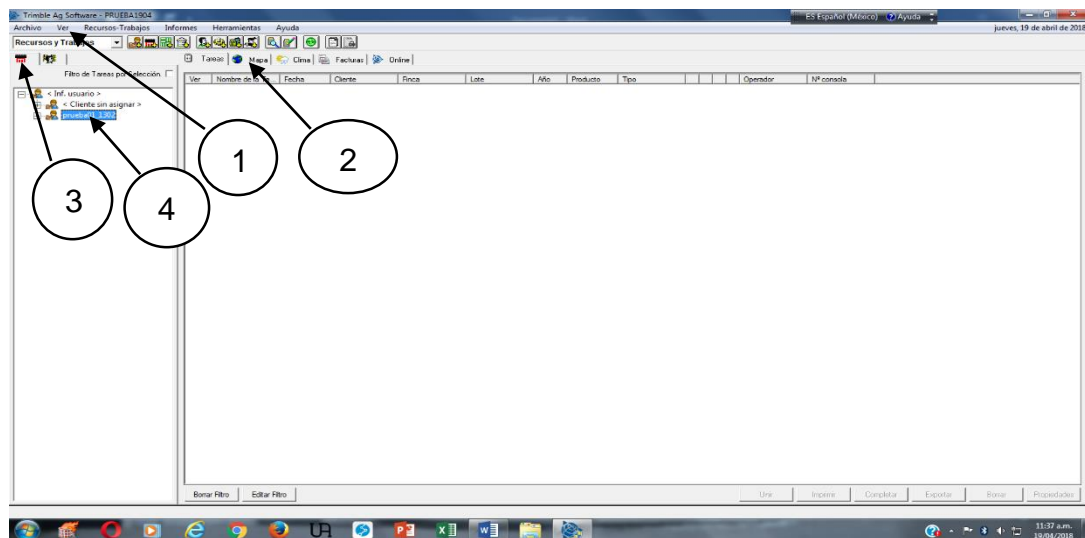 Trimble Ag Software - PRUEBA1904
ES Español (México) Ayuda
Archivo Ver Recursos-Trabajos Informes Herramientas Ayuda
jueves, 19 de abril de 2018
Recursos y Trabajos
Tareas Mapa Clima Facturas Online
Filtro de Tareas por Selección
Ver Nombre de la Fecha Cliente Finca Lote Año Producto Tipo Operador Nº consola
< Inf. usuario >
< Cliente sin asignar >
prueba01_1302
1
2
3
4
Borrar Filtro Editar Filtro Unir Imprimir Completar Exportar Borrar Propiedades
11:37 a.m.
19/04/2018